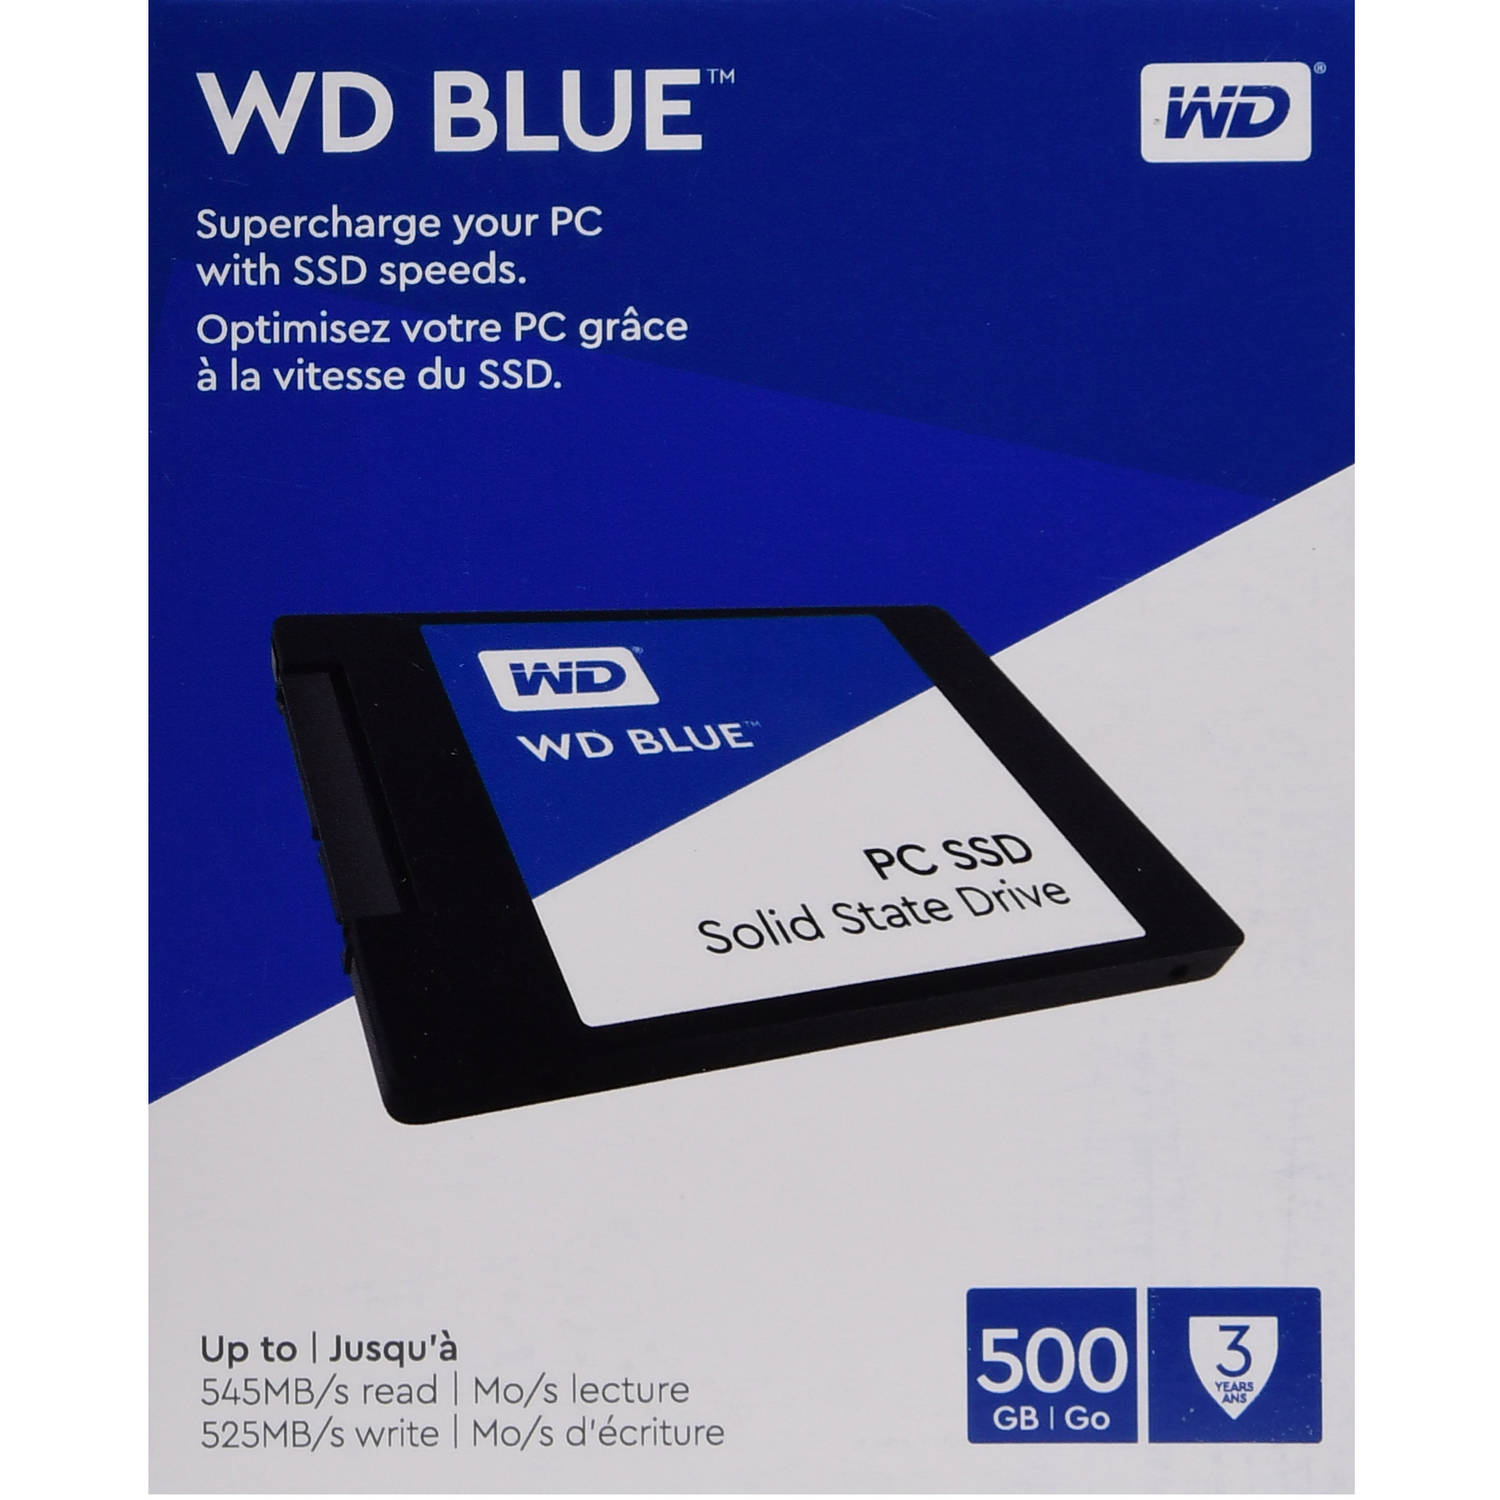 WD BLUE™
WD®
Supercharge your PC
with SSD speeds.
Optimisez votre PC grâce
à la vitesse du SSD.
WD®
WD BLUE™
PC SSD
Solid State Drive
Up to | Jusqu'à
545MB/s read | Mo/s lecture
525MB/s write | Mo/s d'écriture
500
GB | Go
3
YEARS
ANS